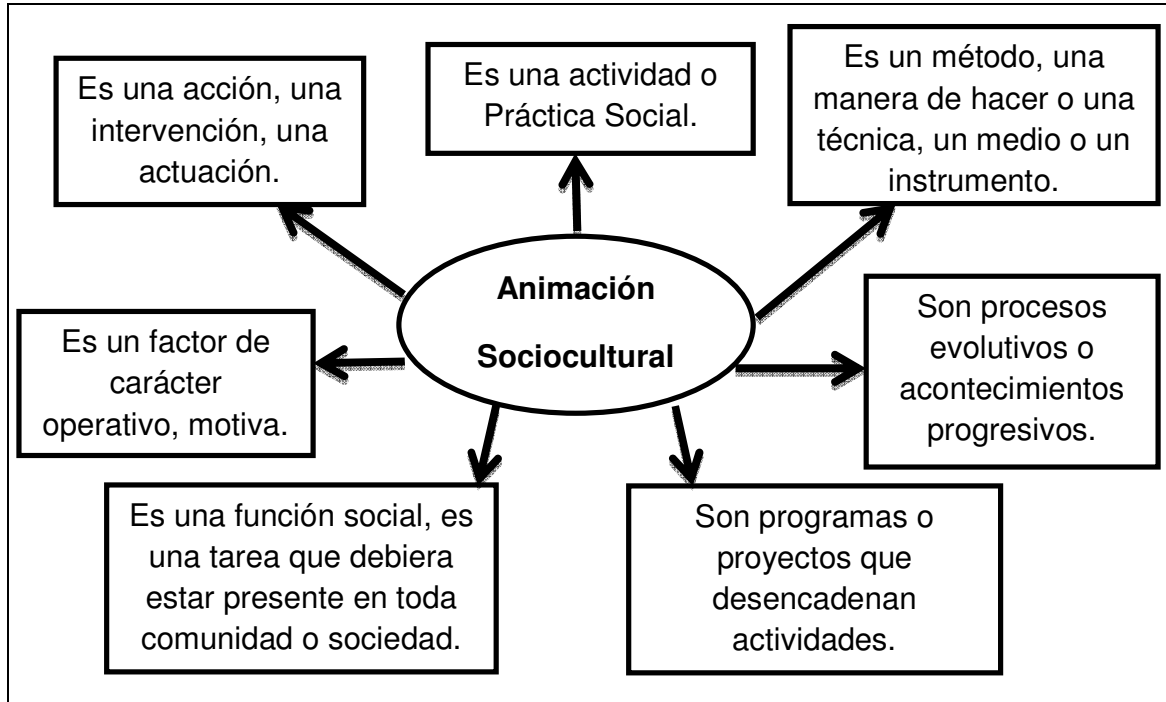 Es una acción, una
intervención, una
actuación.
Es una actividad o
Práctica Social.
Es un método, una
manera de hacer o una
técnica, un medio o un
instrumento.
Animación
Sociocultural
Es un factor de
carácter
operativo, motiva.
Son procesos
evolutivos o
acontecimientos
progresivos.
Es una función social, es
una tarea que debiera
estar presente en toda
comunidad o sociedad.
Son programas o
proyectos que
desencadenan
actividades.